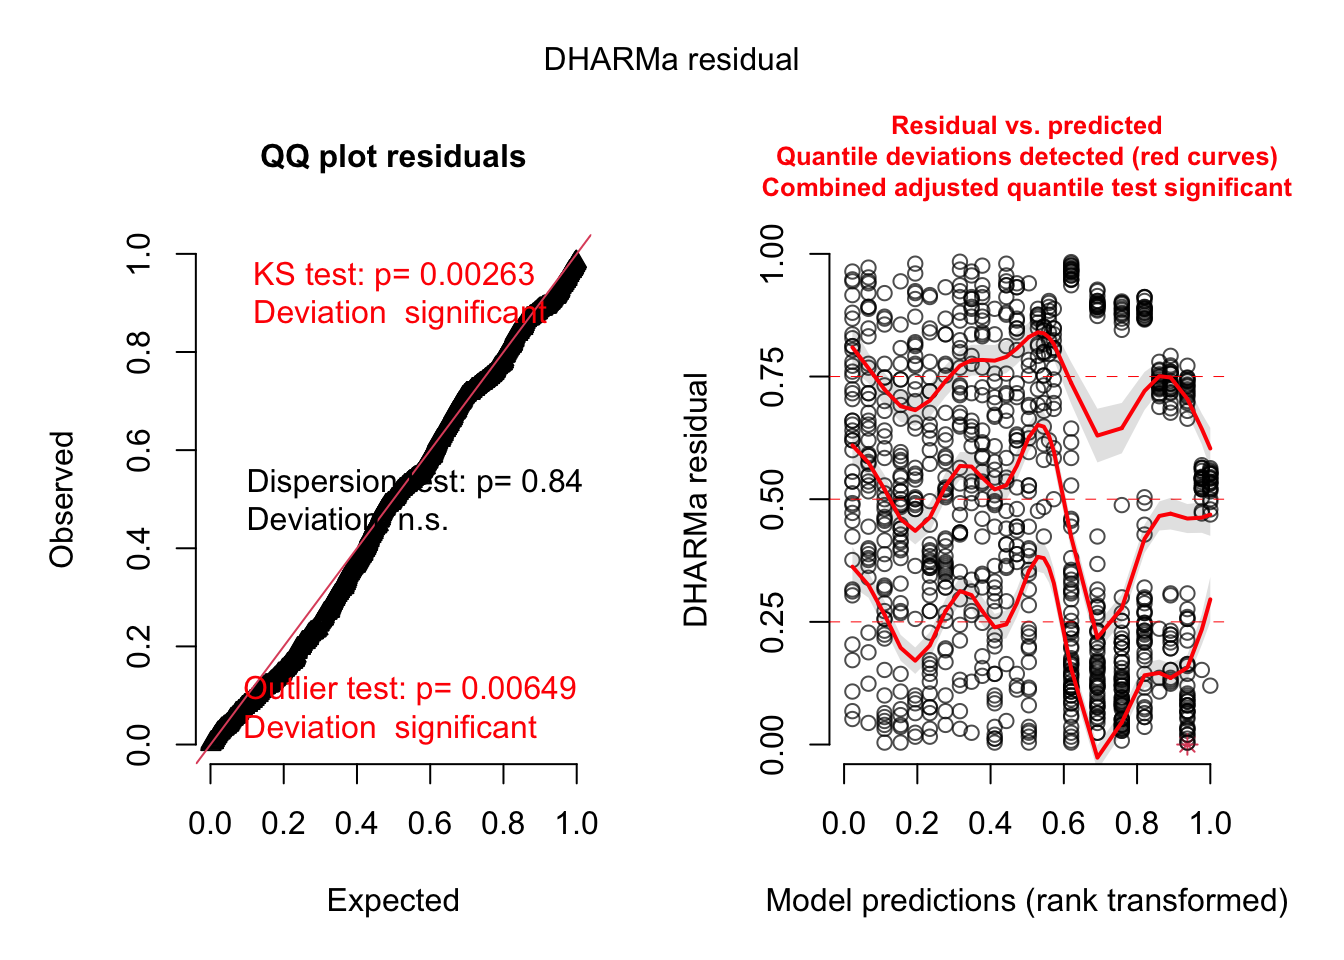 DHARMa residual
QQ plot residuals
KS test: p= 0.00263
Deviation  significant
Dispersion test: p= 0.84
Deviation n.s.
Outlier test: p= 0.00649
Deviation  significant
Observed
0.0 0.2 0.4 0.6 0.8 1.0
0.0 0.2 0.4 0.6 0.8 1.0
Expected
Residual vs. predicted
Quantile deviations detected (red curves)
Combined adjusted quantile test significant
DHARMa residual
0.00 0.25 0.50 0.75 1.00
0.0 0.2 0.4 0.6 0.8 1.0
Model predictions (rank transformed)